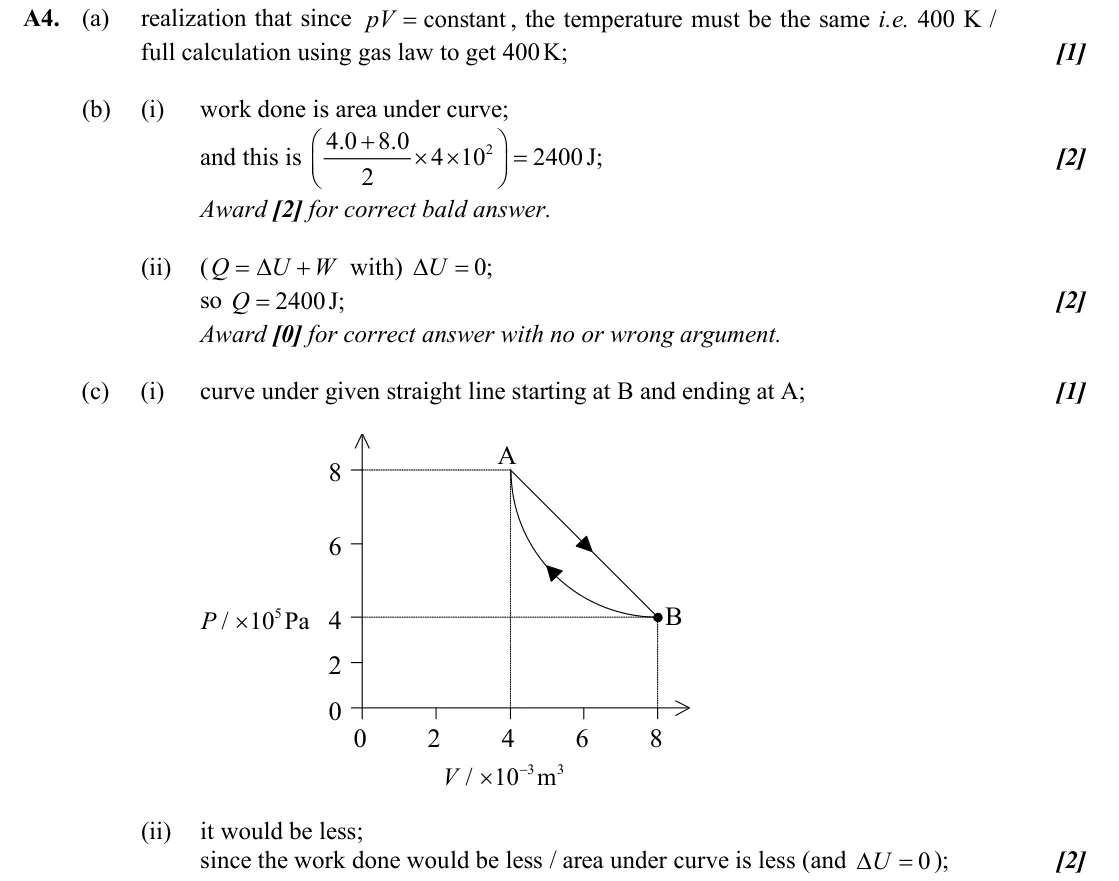 A4. (a) realization that since pV = constant, the temperature must be the same i.e. 400 K /
full calculation using gas law to get 400 K; [1]
(b) (i) work done is area under curve;
and this is ( (4.0 + 8.0)/2 × 4 × 10² ) = 2400 J; [2]
Award [2] for correct bald answer.
(ii) (Q = ΔU + W with) ΔU = 0;
so Q = 2400 J; [2]
Award [0] for correct answer with no or wrong argument.
(c) (i) curve under given straight line starting at B and ending at A; [1]
A
8
6
P / ×10⁵ Pa 4 B
2
0
0 2 4 6 8
V / ×10⁻³ m³
(ii) it would be less;
since the work done would be less / area under curve is less (and ΔU = 0); [2]